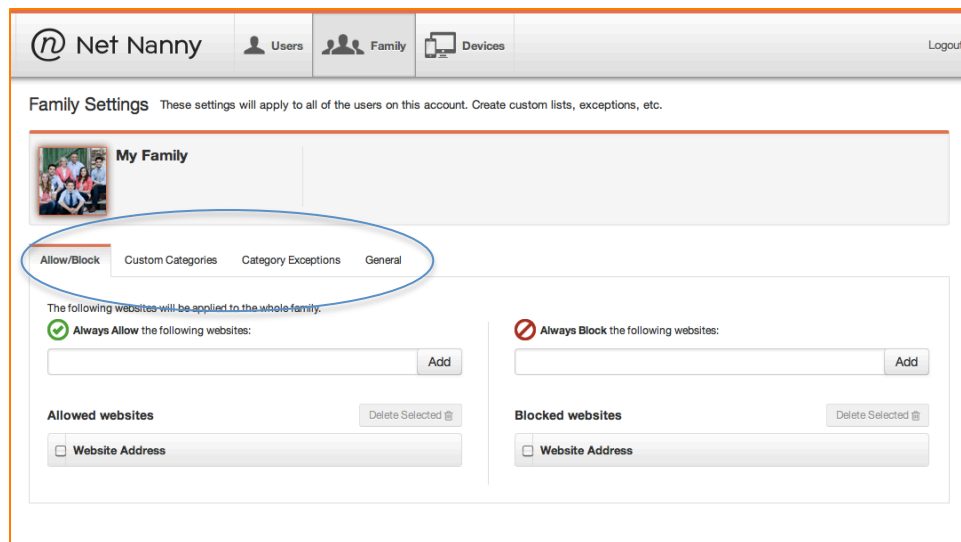 n Net Nanny
Users
Family
Devices
Logout
Family Settings These settings will apply to all of the users on this account. Create custom lists, exceptions, etc.
My Family
Allow/Block Custom Categories Category Exceptions General
The following websites will be applied to the whole family.
Always Allow the following websites:
Add
Allowed websites Delete Selected
Website Address
Always Block the following websites:
Add
Blocked websites Delete Selected
Website Address